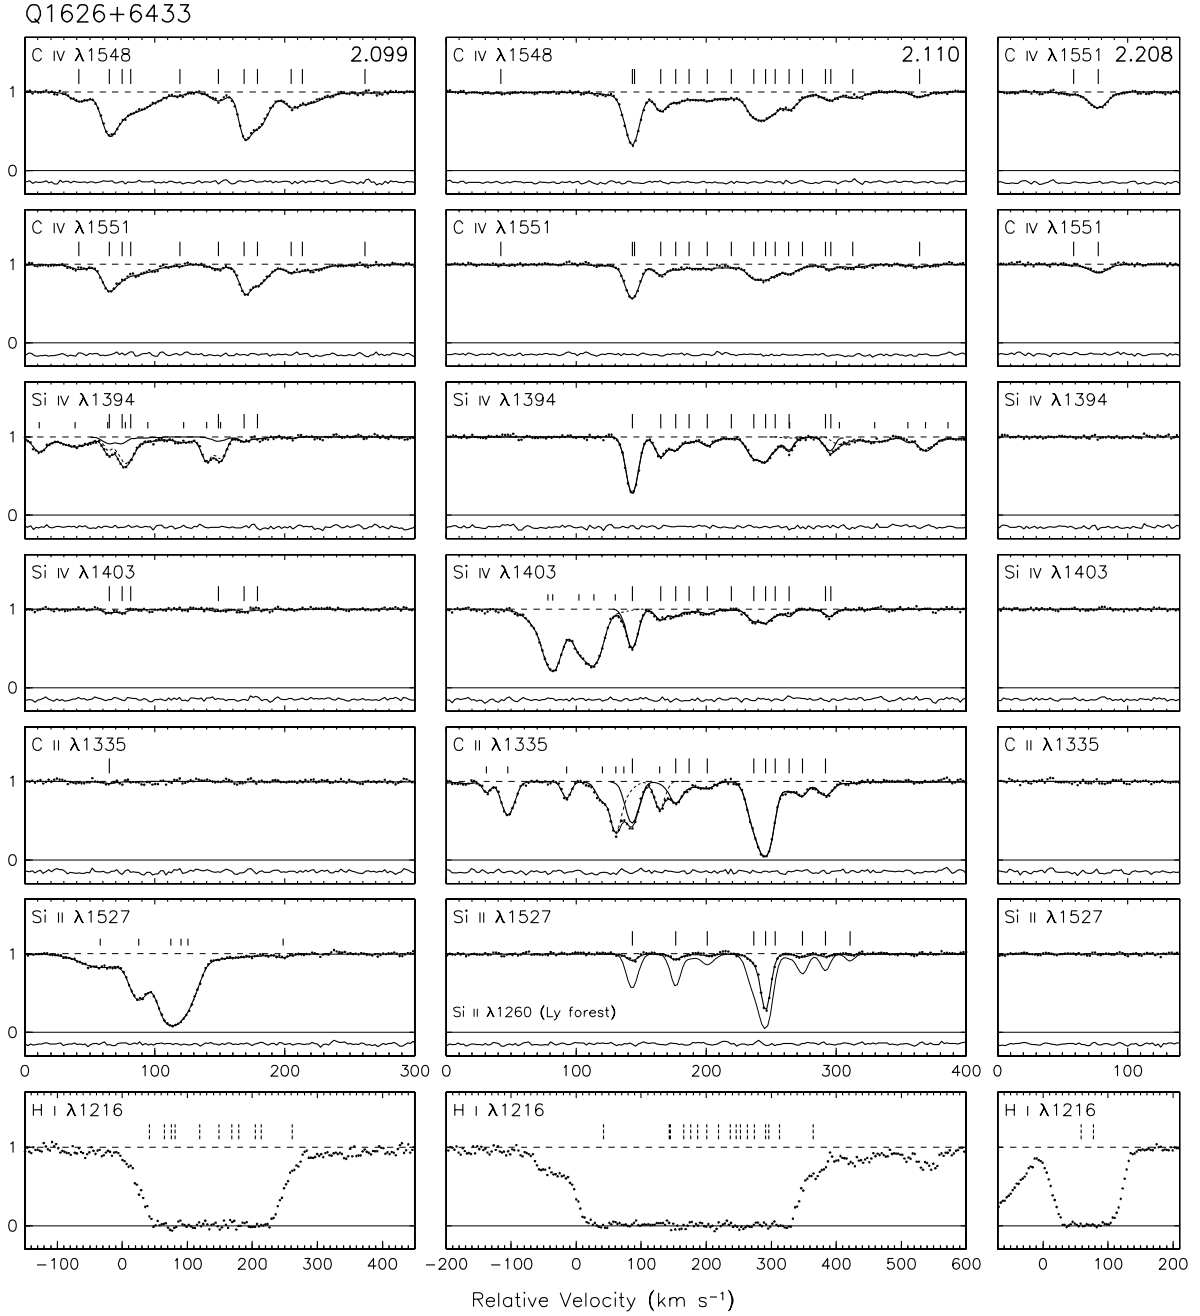 Q1626+6433
C IV λ1548 2.099
C IV λ1548 2.110
C IV λ1551 2.208
1
0
C IV λ1551
C IV λ1551
C IV λ1551
1
0
Si IV λ1394
Si IV λ1394
Si IV λ1394
1
0
Si IV λ1403
Si IV λ1403
Si IV λ1403
1
0
C II λ1335
C II λ1335
C II λ1335
1
0
Si II λ1527
Si II λ1527
Si II λ1527
1
Si II λ1260 (Ly forest)
0
0 100 200 300
0 100 200 300 400
0 100
H I λ1216
H I λ1216
H I λ1216
1
0
−100 0 100 200 300 400
−200 −100 0 100 200 300 400 500 600
0 100 200
Relative Velocity (km s⁻¹)